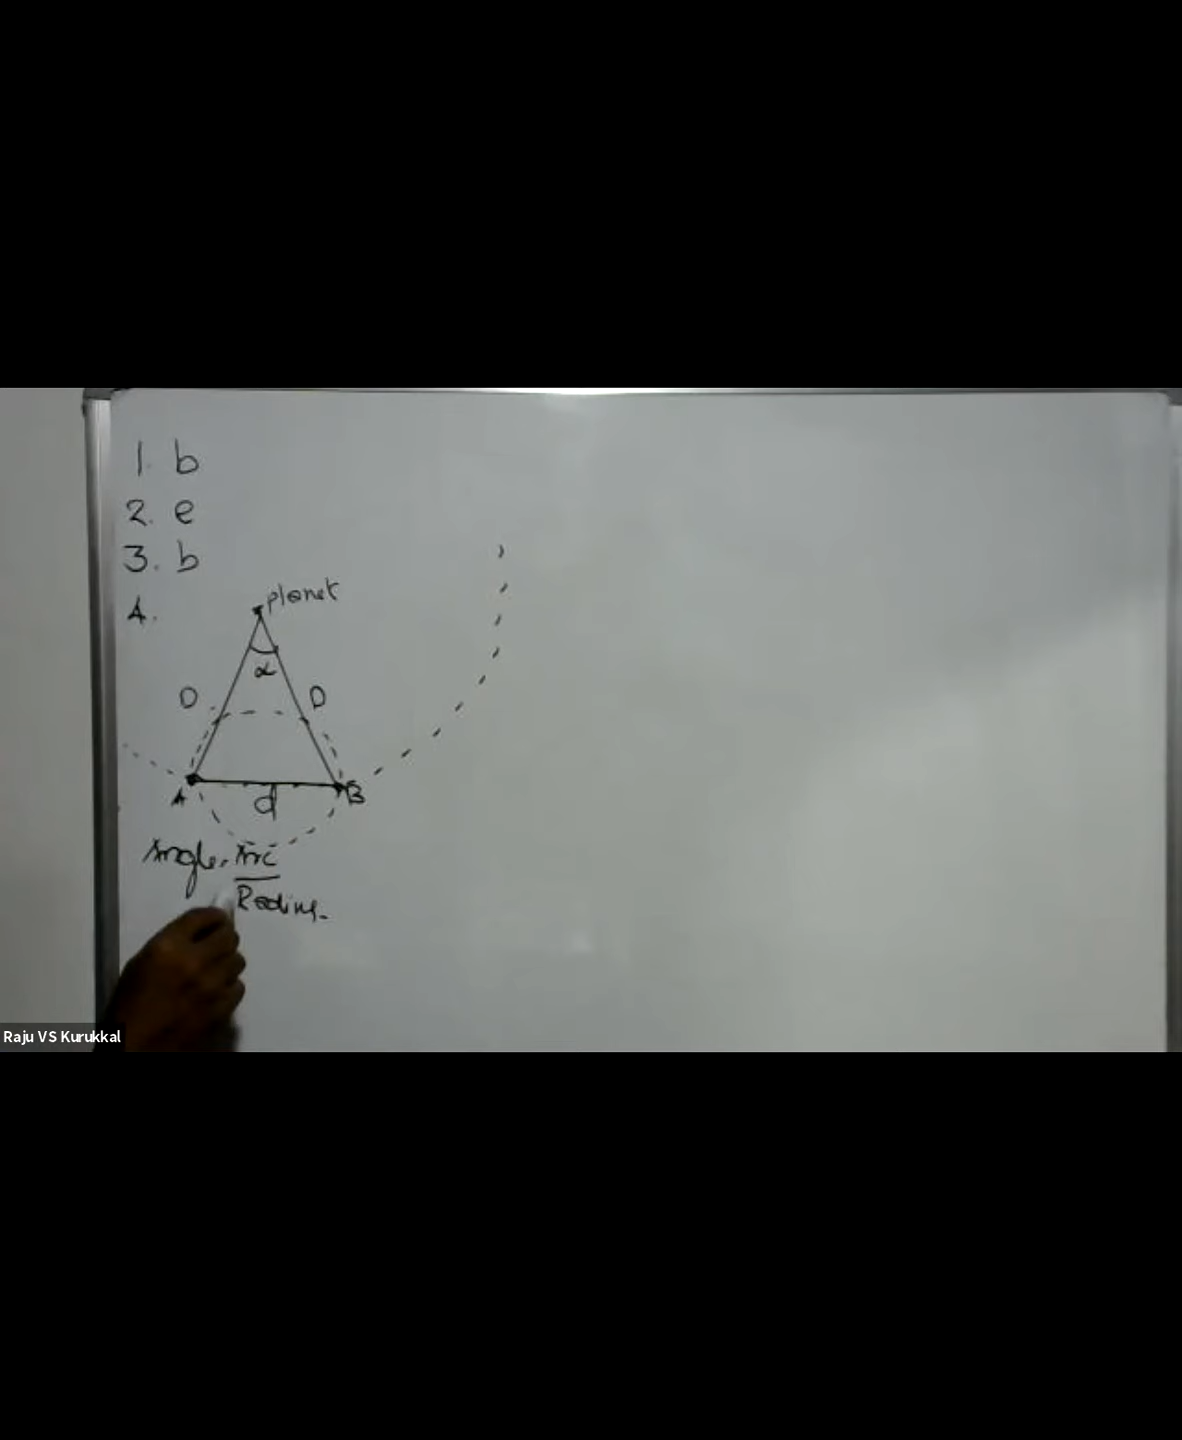 1. b
2. e
3. b
4.
planet
α
D D
A d B
Angle = Arc
Radius.
Raju VS Kurukkal